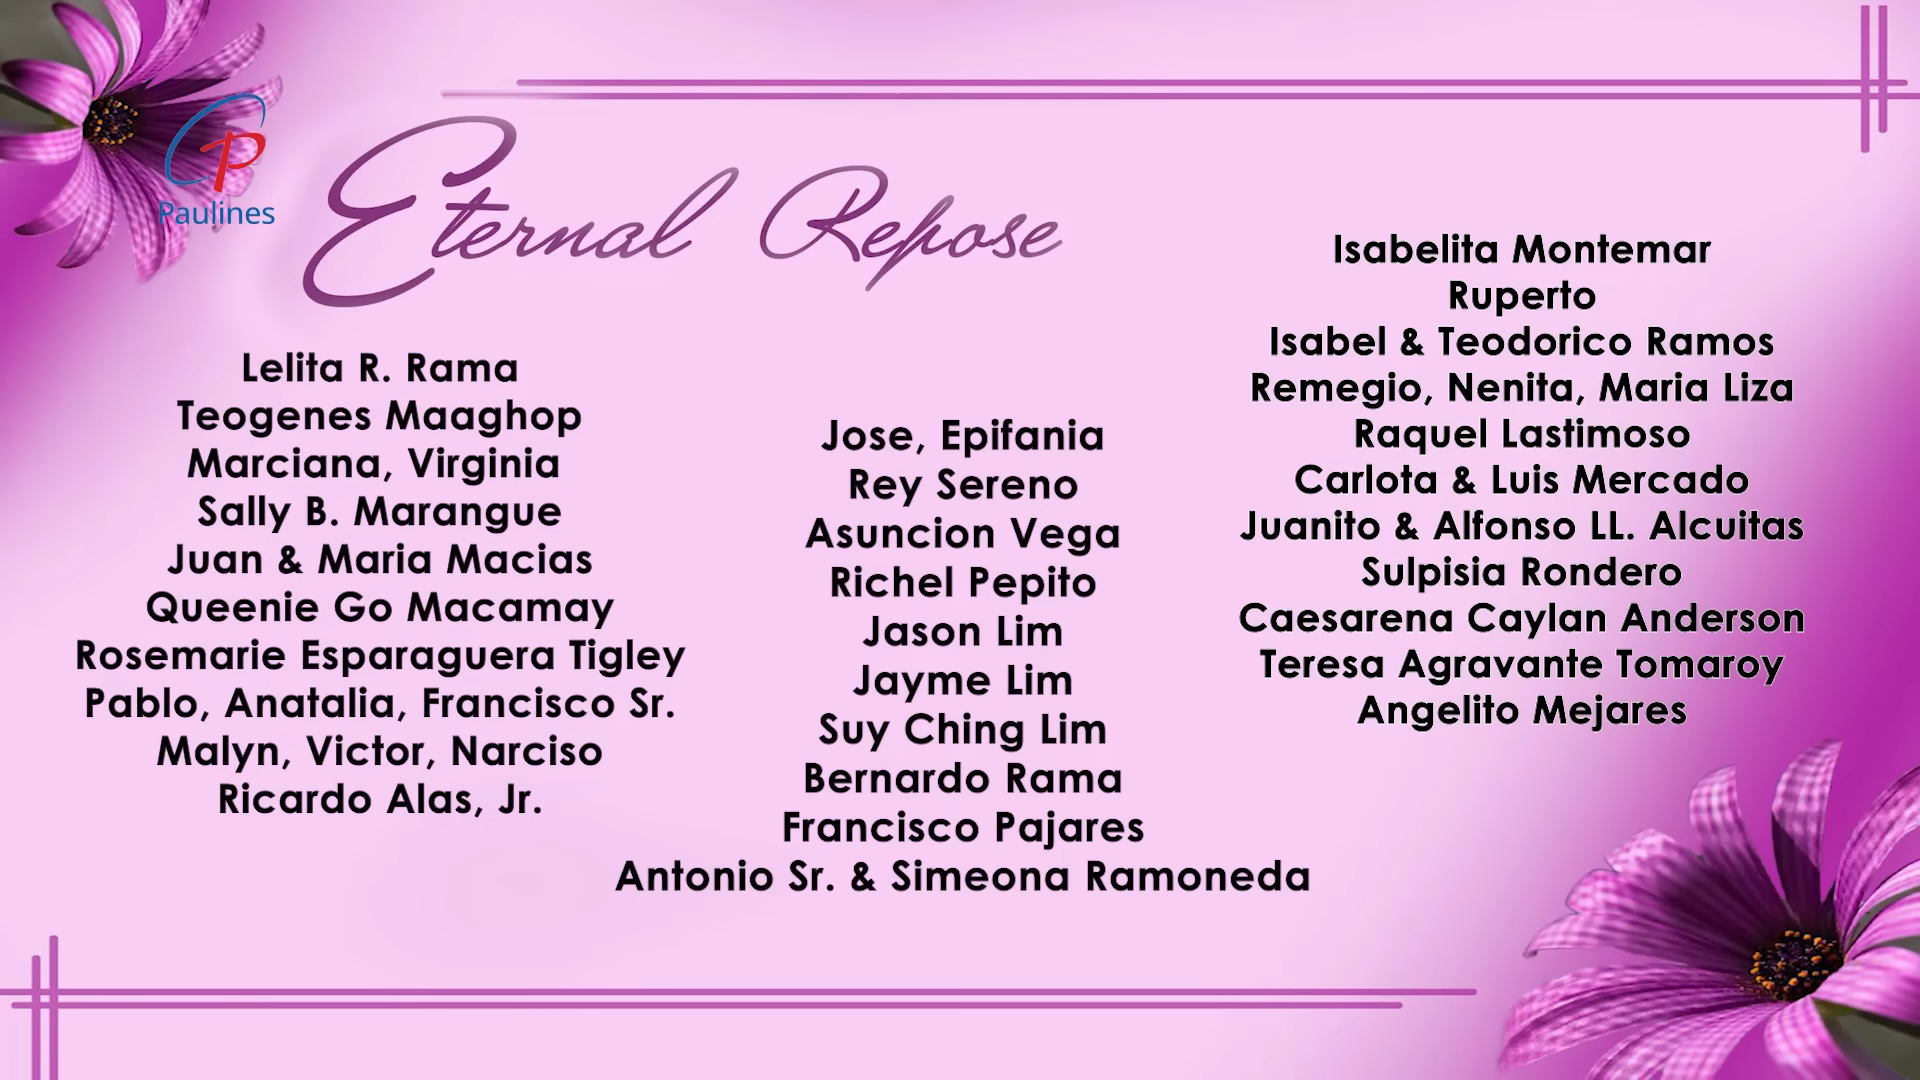 Paulines
Eternal Repose
Lelita R. Rama
Teogenes Maaghop
Marciana, Virginia
Sally B. Marangue
Juan & Maria Macias
Queenie Go Macamay
Rosemarie Esparaguera Tigley
Pablo, Anatalia, Francisco Sr.
Malyn, Victor, Narciso
Ricardo Alas, Jr.
Jose, Epifania
Rey Sereno
Asuncion Vega
Richel Pepito
Jason Lim
Jayme Lim
Suy Ching Lim
Bernardo Rama
Francisco Pajares
Antonio Sr. & Simeona Ramoneda
Isabelita Montemar
Ruperto
Isabel & Teodorico Ramos
Remegio, Nenita, Maria Liza
Raquel Lastimoso
Carlota & Luis Mercado
Juanito & Alfonso LL. Alcuitas
Sulpisia Rondero
Caesarena Caylan Anderson
Teresa Agravante Tomaroy
Angelito Mejares